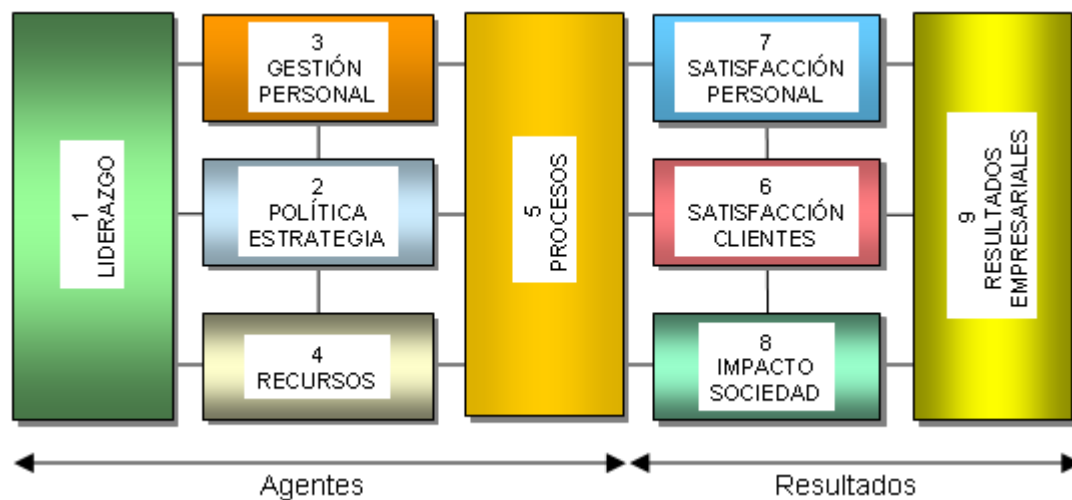 1
LIDERAZGO
3
GESTIÓN
PERSONAL
2
POLÍTICA
ESTRATEGIA
4
RECURSOS
5
PROCESOS
7
SATISFACCIÓN
PERSONAL
6
SATISFACCIÓN
CLIENTES
8
IMPACTO
SOCIEDAD
9
RESULTADOS
EMPRESARIALES
Agentes
Resultados